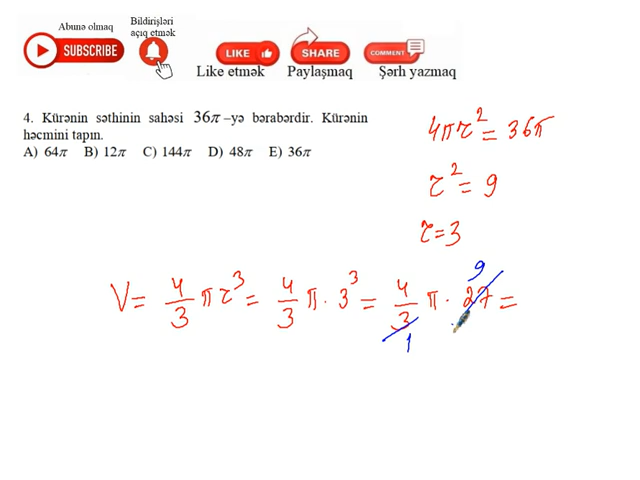 Abunə olmaq
Bildirişləri
açıq etmək
SUBSCRIBE
LIKE
SHARE
COMMENT
Like etmək Paylaşmaq Şərh yazmaq
4. Kürənin səthinin sahəsi 36π –yə bərabərdir. Kürənin
həcmini tapın.
A) 64π B) 12π C) 144π D) 48π E) 36π
4πr² = 36π
r² = 9
r = 3
V = 4/3 πr³ = 4/3 π · 3³ = 4/3 π · 27 =
9
1